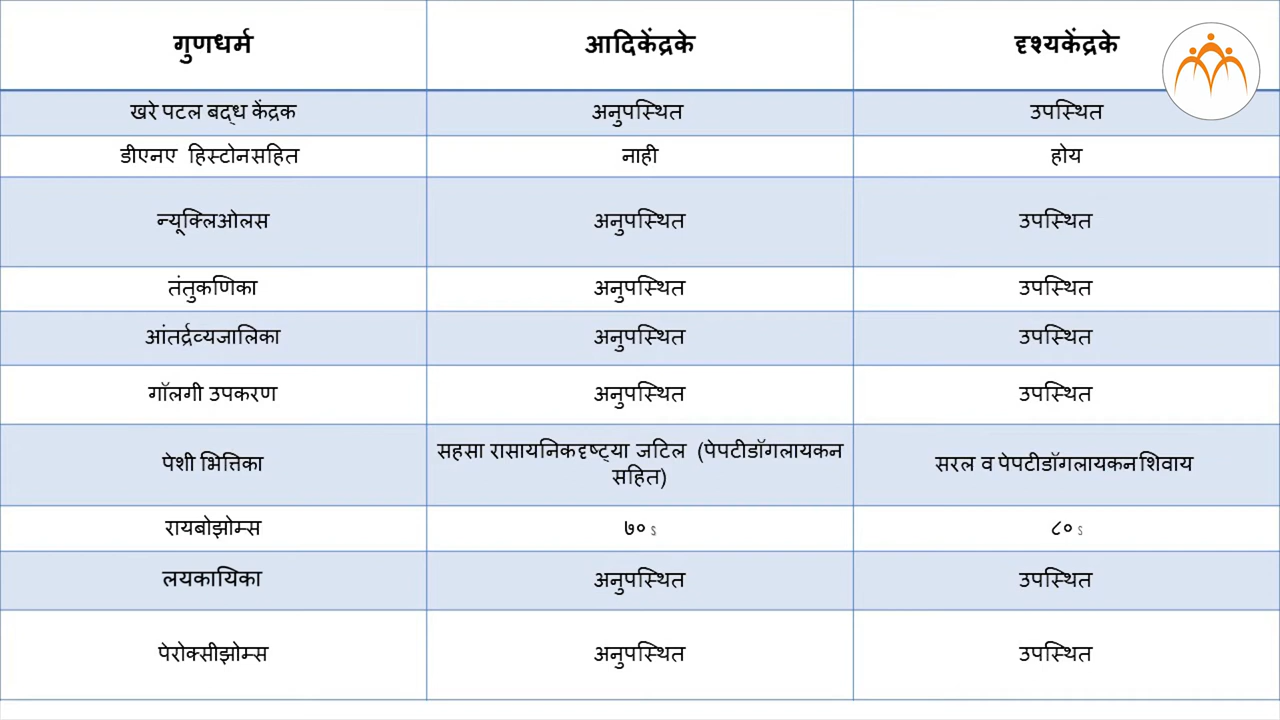 गुणधर्म आदिकेंद्रके दृश्यकेंद्रके
खरे पटल बद्ध केंद्रक अनुपस्थित उपस्थित
डीएनए हिस्टोनसहित नाही होय
न्यूक्लिओलस अनुपस्थित उपस्थित
तंतुकणिका अनुपस्थित उपस्थित
आंतर्द्रव्यजालिका अनुपस्थित उपस्थित
गॉलगी उपकरण अनुपस्थित उपस्थित
पेशी भित्तिका सहसा रासायनिकदृष्ट्या जटिल (पेपटीडॉगलायकन
सहित) सरल व पेपटीडॉगलायकनशिवाय
रायबोझोम्स ७० s ८० s
लयकायिका अनुपस्थित उपस्थित
पेरोक्सीझोम्स अनुपस्थित उपस्थित